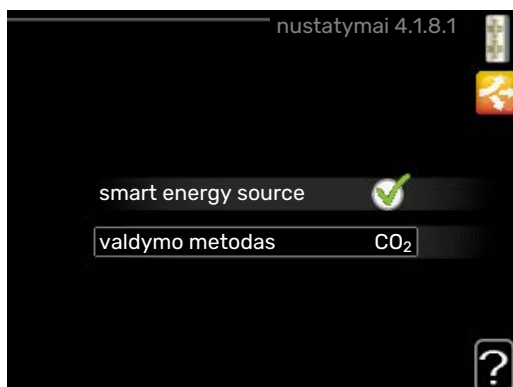 nustatymai 4.1.8.1
smart energy source
valdymo metodas CO₂
?